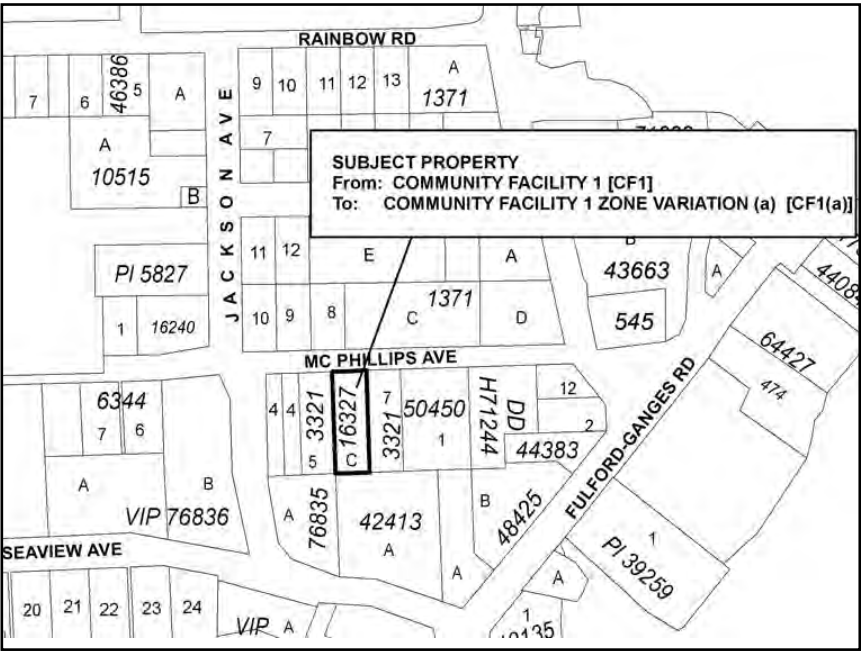 RAINBOW RD
7
6
46386
5
A
9
10
11
12
13
A
1371
A
10515
B
7
JACKSON AVE
SUBJECT PROPERTY
From: COMMUNITY FACILITY 1 [CF1]
To: COMMUNITY FACILITY 1 ZONE VARIATION (a) [CF1(a)]
11
12
E
A
B
43663
A
PI 5827
1
16240
10
9
8
C
1371
D
545
64427
474
MC PHILLIPS AVE
6344
7
6
4
4
3321
5
16327
C
7
3321
50450
1
H71244
DD
12
2
44383
FULFORD-GANGES RD
A
B
VIP 76836
A
76835
42413
A
B
48425
A
A
1
PI 39259
SEAVIEW AVE
20
21
22
23
24
VIP
A
1